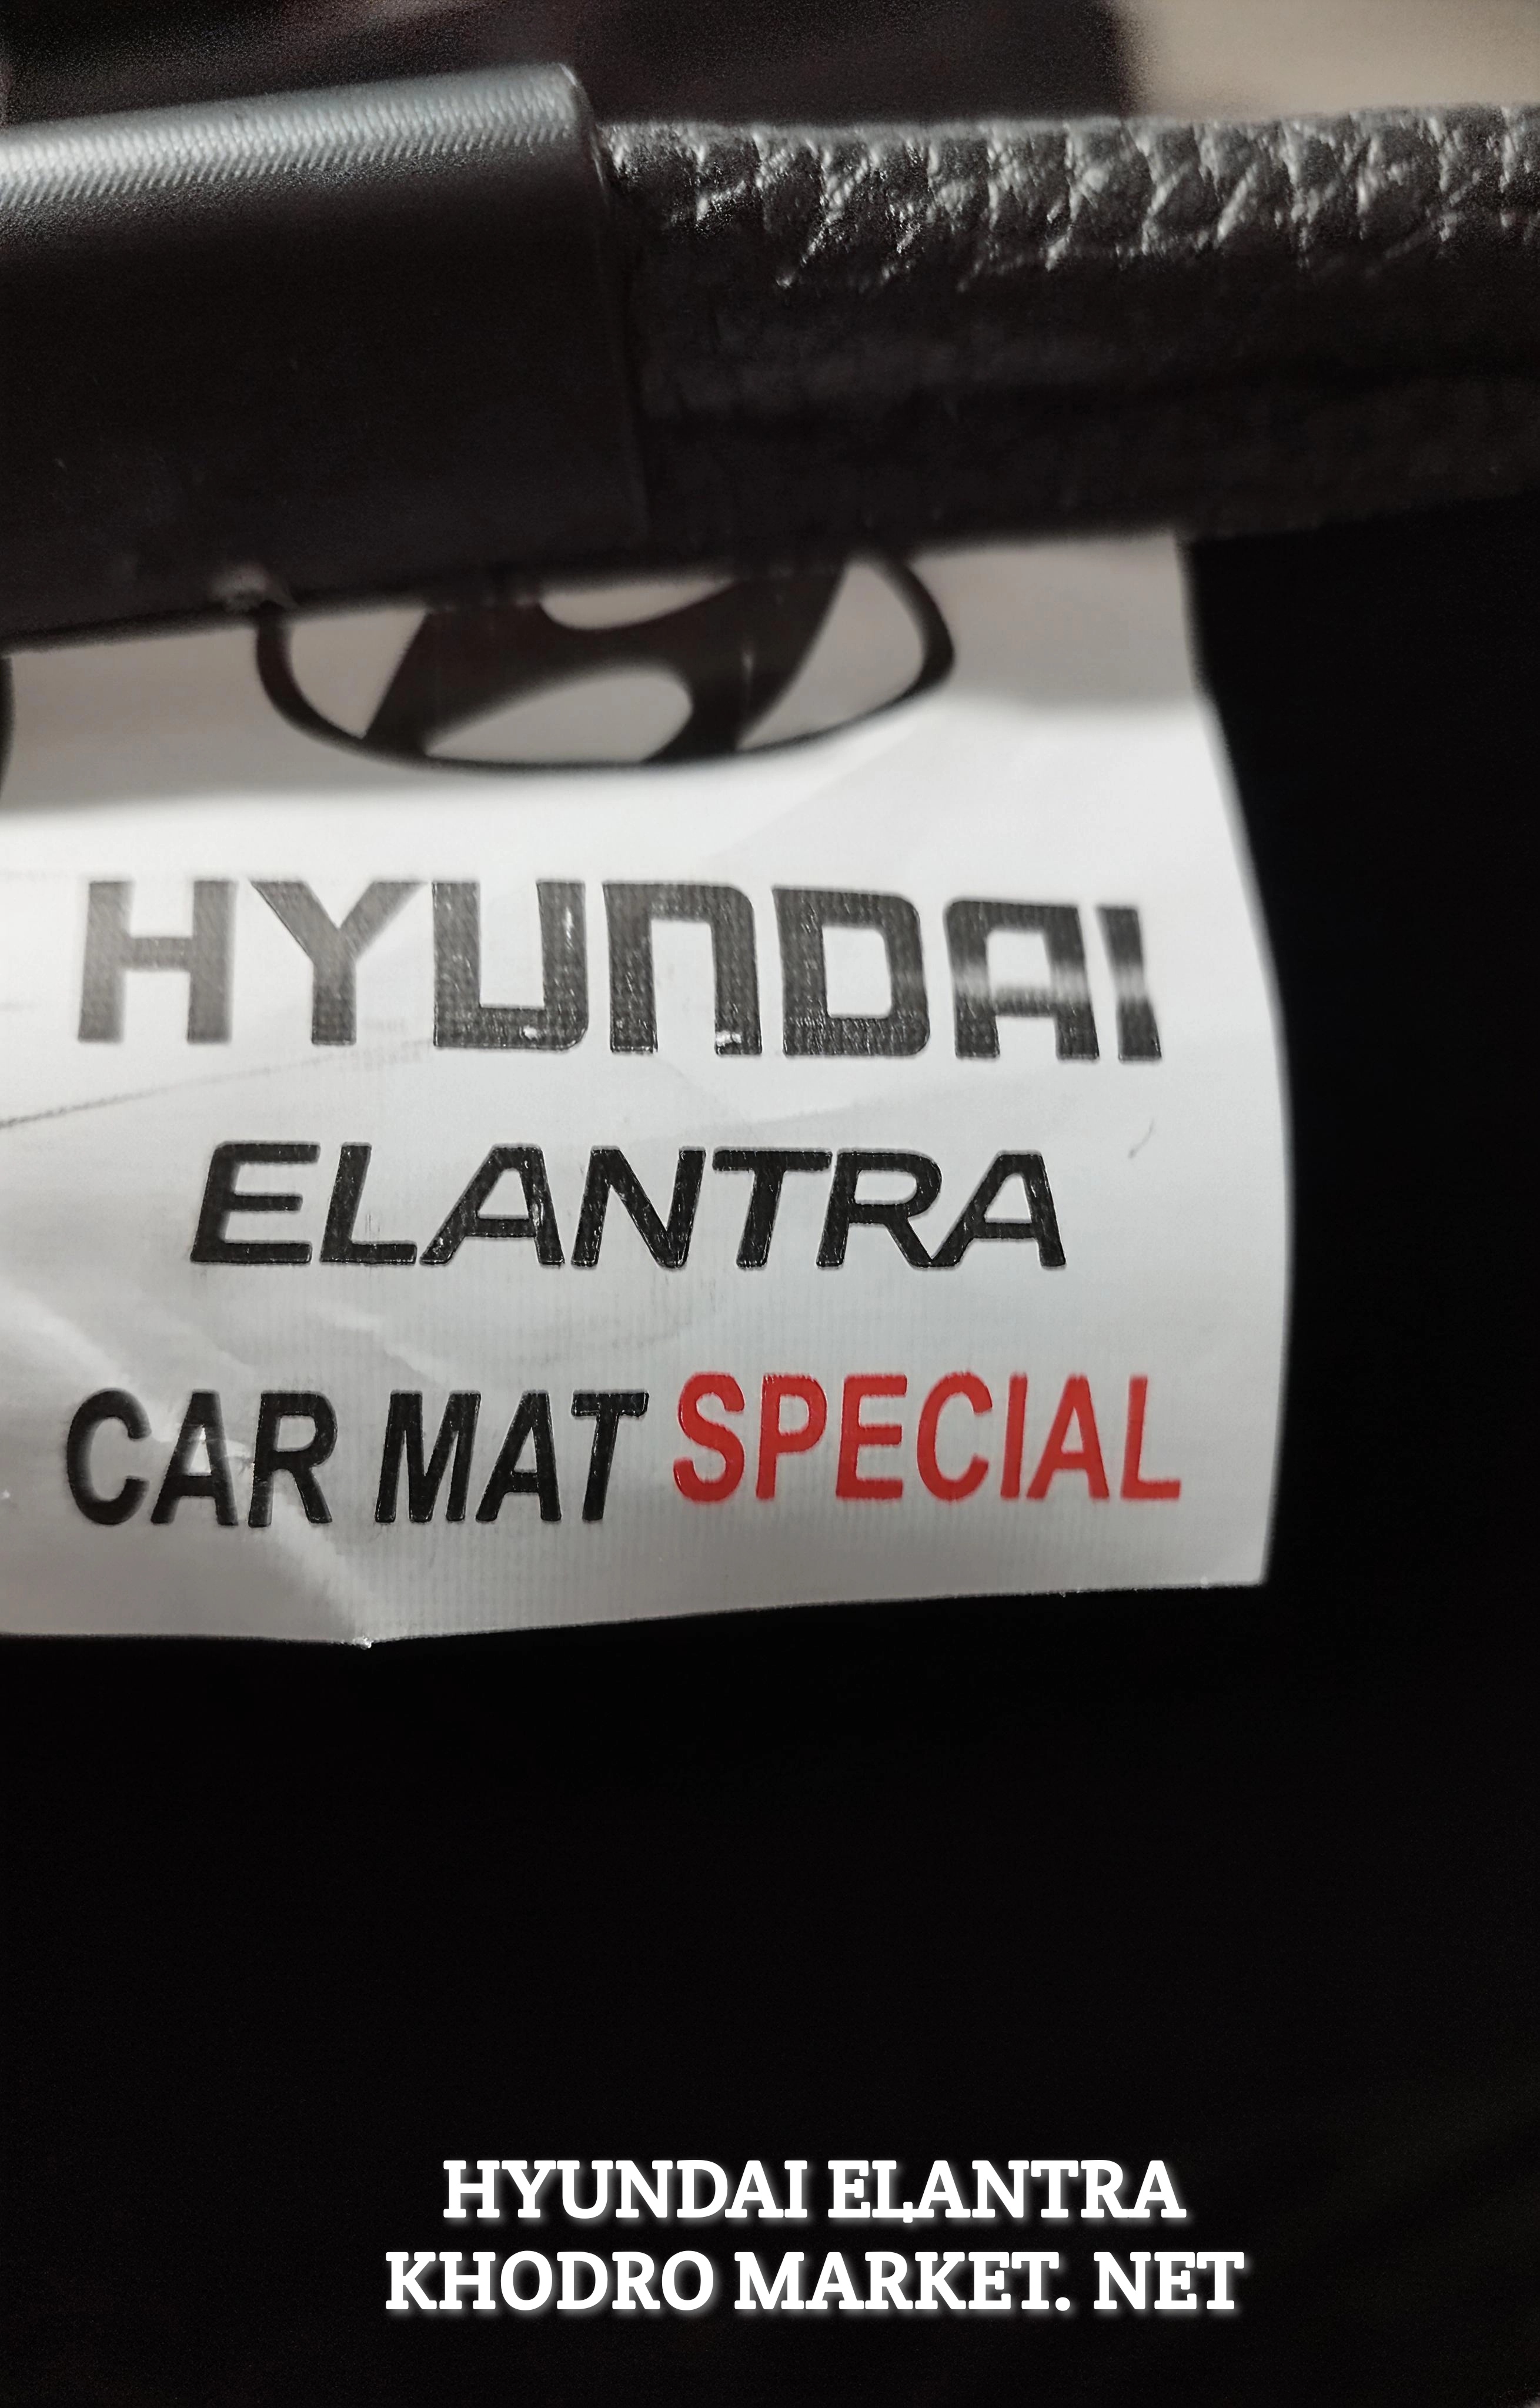 HYUNDAI
ELANTRA
CAR MAT SPECIAL
HYUNDAI ELANTRA
KHODRO MARKET. NET